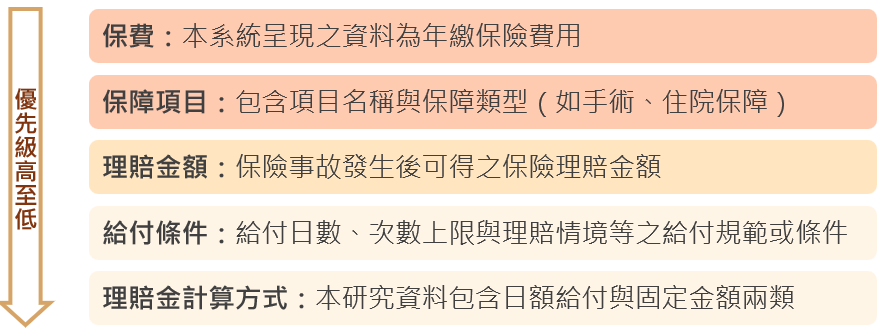 優先級高至低
保費：本系統呈現之資料為年繳保險費用
保障項目：包含項目名稱與保障類型（如手術、住院保障）
理賠金額：保險事故發生後可得之保險理賠金額
給付條件：給付日數、次數上限與理賠情境等之給付規範或條件
理賠金計算方式：本研究資料包含日額給付與固定金額兩類